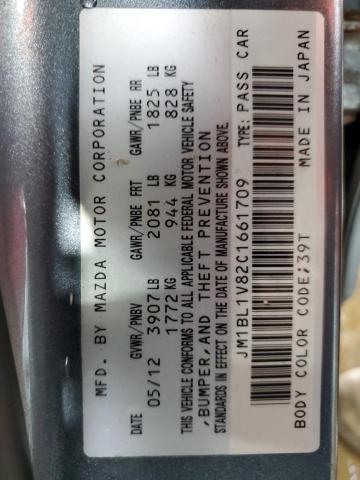 MFD. BY MAZDA MOTOR CORPORATION
DATE GVWR/PNBV GAWR/PNBE FRT GAWR/PNBE RR
05/12 3907 LB 2081 LB 1825 LB
1772 KG 944 KG 828 KG
THIS VEHICLE CONFORMS TO ALL APPLICABLE FEDERAL MOTOR VEHICLE SAFETY
,BUMPER,AND THEFT PREVENTION
STANDARDS IN EFFECT ON THE DATE OF MANUFACTURE SHOWN ABOVE.
JM1BL1V82C1661709 TYPE: PASS CAR
BODY COLOR CODE;39T MADE IN JAPAN